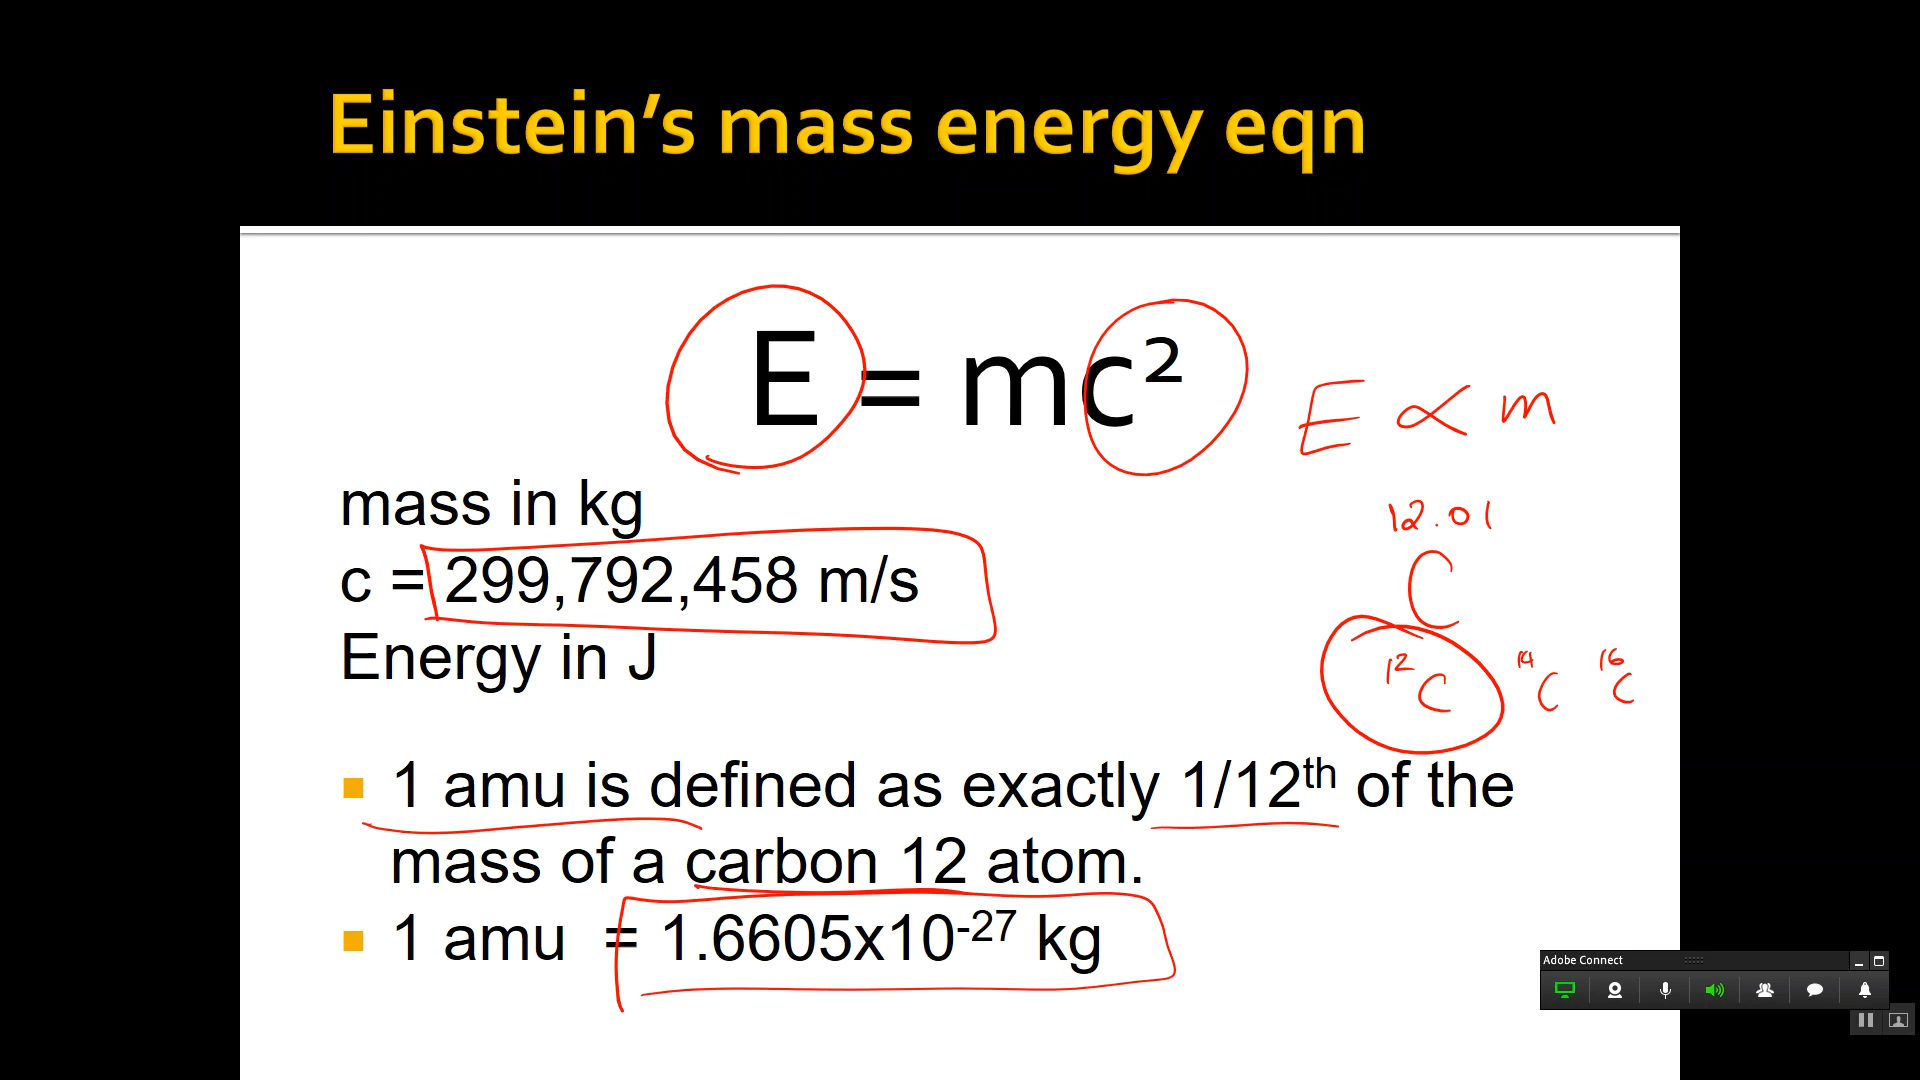 Einstein’s mass energy eqn
E = mc²
E ∝ m
mass in kg
12.01
C
c = 299,792,458 m/s
Energy in J
¹²C ¹⁴C ¹⁶C
1 amu is defined as exactly 1/12ᵗʰ of the
mass of a carbon 12 atom.
1 amu = 1.6605x10⁻²⁷ kg
Adobe Connect